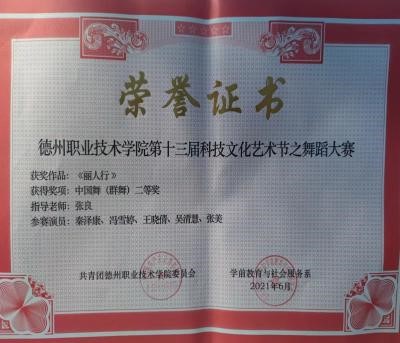 荣誉证书
德州职业技术学院第十三届科技文化艺术节之舞蹈大赛
获奖作品：《丽人行》
获得奖项：中国舞（群舞）二等奖
指导老师：张良
参赛演员：秦泽康、冯雪婷、王晓倩、吴清慧、张美
共青团德州职业技术学院委员会 学前教育与社会服务系
2021年6月